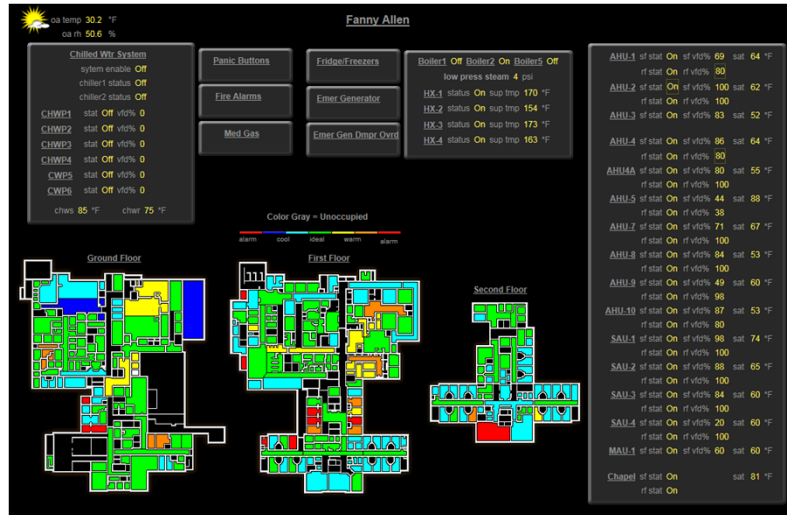 Fanny Allen
oa temp 30.2 °F
oa rh 50.6 %
Chilled Wtr System
sytem enable Off
chiller1 status Off
chiller2 status Off
CHWP1 stat Off vfd% 0
CHWP2 stat Off vfd% 0
CHWP3 stat Off vfd% 0
CHWP4 stat Off vfd% 0
CWP5 stat Off vfd% 0
CWP6 stat Off vfd% 0
chws 85 °F chwr 75 °F
Panic Buttons
Fire Alarms
Med Gas
Fridge/Freezers
Emer Generator
Emer Gen Dmpr Ovrd
Boiler1 Off Boiler2 On Boiler5 Off
low press steam 4 psi
HX-1 status On sup tmp 170 °F
HX-2 status On sup tmp 154 °F
HX-3 status On sup tmp 173 °F
HX-4 status On sup tmp 163 °F
AHU-1 sf stat On sf vfd% 69 sat 64 °F
rf stat On rf vfd% 80
AHU-2 sf stat On sf vfd% 100 sat 62 °F
rf stat On rf vfd% 100
AHU-3 sf stat On sf vfd% 83 sat 52 °F
AHU-4 sf stat On sf vfd% 86 sat 64 °F
rf stat On rf vfd% 80
AHU4A sf stat On sf vfd% 80 sat 55 °F
rf stat On rf vfd% 100
AHU-5 sf stat On sf vfd% 44 sat 88 °F
rf stat On rf vfd% 38
AHU-7 sf stat On sf vfd% 71 sat 67 °F
rf stat On rf vfd% 100
AHU-8 sf stat On sf vfd% 84 sat 53 °F
rf stat On rf vfd% 100
AHU-9 sf stat On sf vfd% 49 sat 60 °F
rf stat On rf vfd% 98
AHU-10 sf stat On sf vfd% 87 sat 53 °F
rf stat On rf vfd% 80
SAU-1 sf stat On sf vfd% 98 sat 74 °F
rf stat On rf vfd% 100
SAU-2 sf stat On sf vfd% 88 sat 65 °F
rf stat On rf vfd% 100
SAU-3 sf stat On sf vfd% 84 sat 60 °F
rf stat On rf vfd% 100
SAU-4 sf stat On sf vfd% 20 sat 60 °F
rf stat On rf vfd% 100
MAU-1 sf stat On sf vfd% 60 sat 60 °F
Chapel sf stat On sat 81 °F
rf stat On
Color Gray = Unoccupied
alarm cool ideal warm alarm
Ground Floor
First Floor
Second Floor